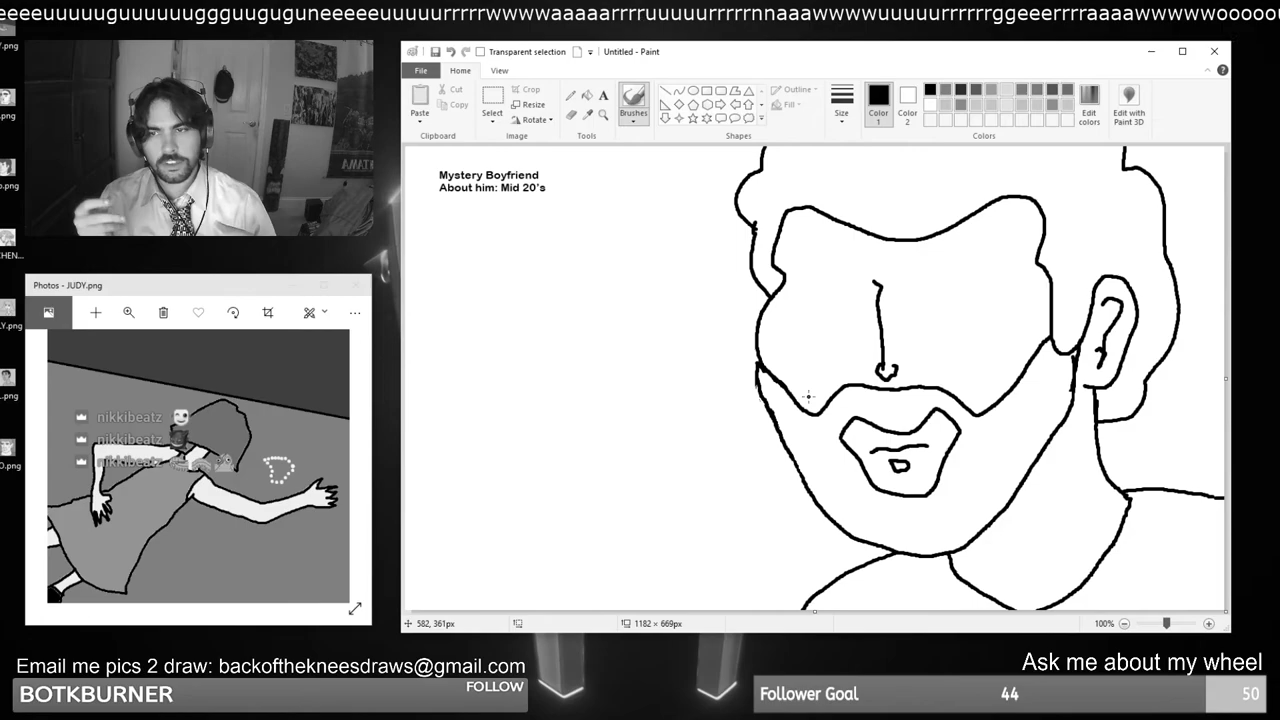 Transparent selection
Untitled - Paint
File
Home
View
Paste
Cut
Copy
Clipboard
Select
Crop
Resize
Rotate
Image
Tools
Brushes
Outline
Fill
Shapes
Size
Color 1
Color 2
Edit colors
Edit with Paint 3D
Colors
Mystery Boyfriend
About him: Mid 20's
Photos - JUDY.png
nikkibeatz
nikkibeatz
nikkibeatz
582, 361px
1182 × 669px
100%
Email me pics 2 draw: backofthekneesdraws@gmail.com
Ask me about my wheel
BOTKBURNER
FOLLOW
Follower Goal
44
50